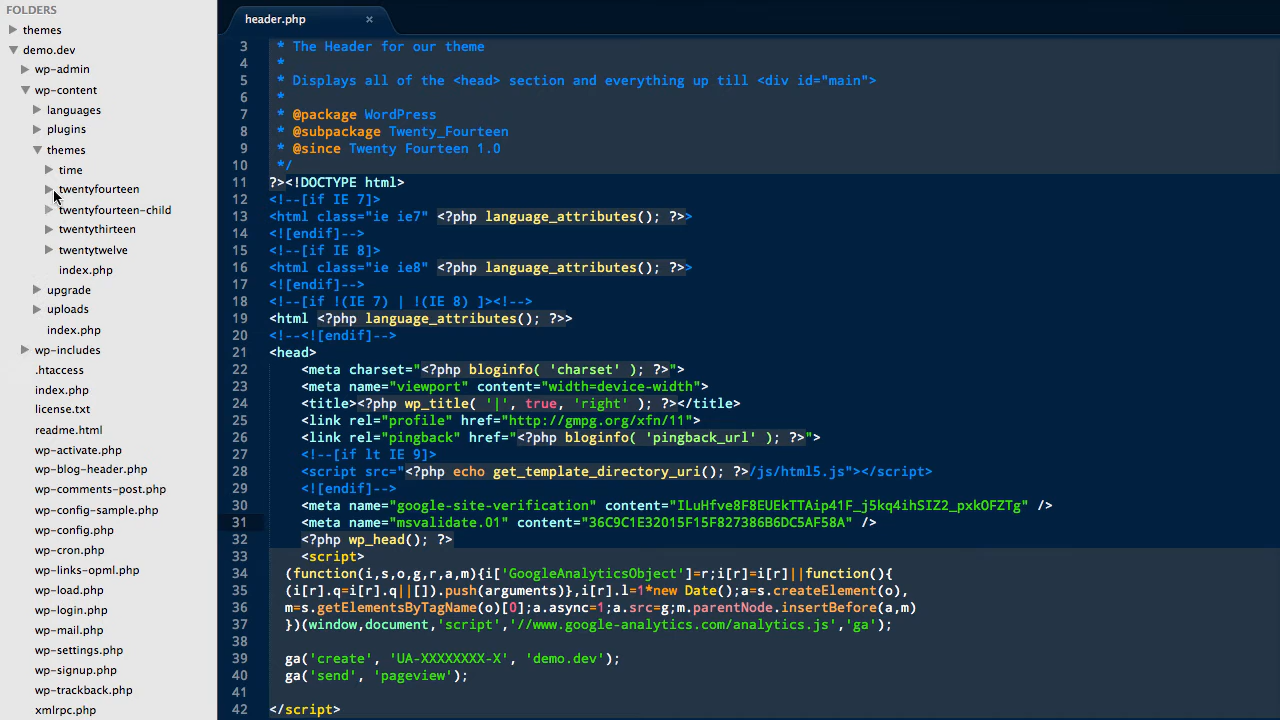 FOLDERS
themes
demo.dev
wp-admin
wp-content
languages
plugins
themes
time
twentyfourteen
twentyfourteen-child
twentythirteen
twentytwelve
index.php
upgrade
uploads
index.php
wp-includes
.htaccess
index.php
license.txt
readme.html
wp-activate.php
wp-blog-header.php
wp-comments-post.php
wp-config-sample.php
wp-config.php
wp-cron.php
wp-links-opml.php
wp-load.php
wp-login.php
wp-mail.php
wp-settings.php
wp-signup.php
wp-trackback.php
xmlrpc.php
header.php ×
3 * The Header for our theme
4 *
5 * Displays all of the <head> section and everything up till <div id="main">
6 *
7 * @package WordPress
8 * @subpackage Twenty_Fourteen
9 * @since Twenty Fourteen 1.0
10 */
11 ?><!DOCTYPE html>
12 <!--[if IE 7]>
13 <html class="ie ie7" <?php language_attributes(); ?>>
14 <![endif]-->
15 <!--[if IE 8]>
16 <html class="ie ie8" <?php language_attributes(); ?>>
17 <![endif]-->
18 <!--[if !(IE 7) | !(IE 8) ]><!-->
19 <html <?php language_attributes(); ?>>
20 <!--<![endif]-->
21 <head>
22 <meta charset="<?php bloginfo( 'charset' ); ?>">
23 <meta name="viewport" content="width=device-width">
24 <title><?php wp_title( '|', true, 'right' ); ?></title>
25 <link rel="profile" href="http://gmpg.org/xfn/11">
26 <link rel="pingback" href="<?php bloginfo( 'pingback_url' ); ?>">
27 <!--[if lt IE 9]>
28 <script src="<?php echo get_template_directory_uri(); ?>/js/html5.js"></script>
29 <![endif]-->
30 <meta name="google-site-verification" content="ILuHfve8F8EUEkTTAip41F_j5kq4ihSIZ2_pxkOFZTg" />
31 <meta name="msvalidate.01" content="36C9C1E32015F15F827386B6DC5AF58A" />
32 <?php wp_head(); ?>
33 <script>
34 (function(i,s,o,g,r,a,m){i['GoogleAnalyticsObject']=r;i[r]=i[r]||function(){
35 (i[r].q=i[r].q||[]).push(arguments)},i[r].l=1*new Date();a=s.createElement(o),
36 m=s.getElementsByTagName(o)[0];a.async=1;a.src=g;m.parentNode.insertBefore(a,m)
37 })(window,document,'script','//www.google-analytics.com/analytics.js','ga');
38
39 ga('create', 'UA-XXXXXXXX-X', 'demo.dev');
40 ga('send', 'pageview');
41
42 </script>